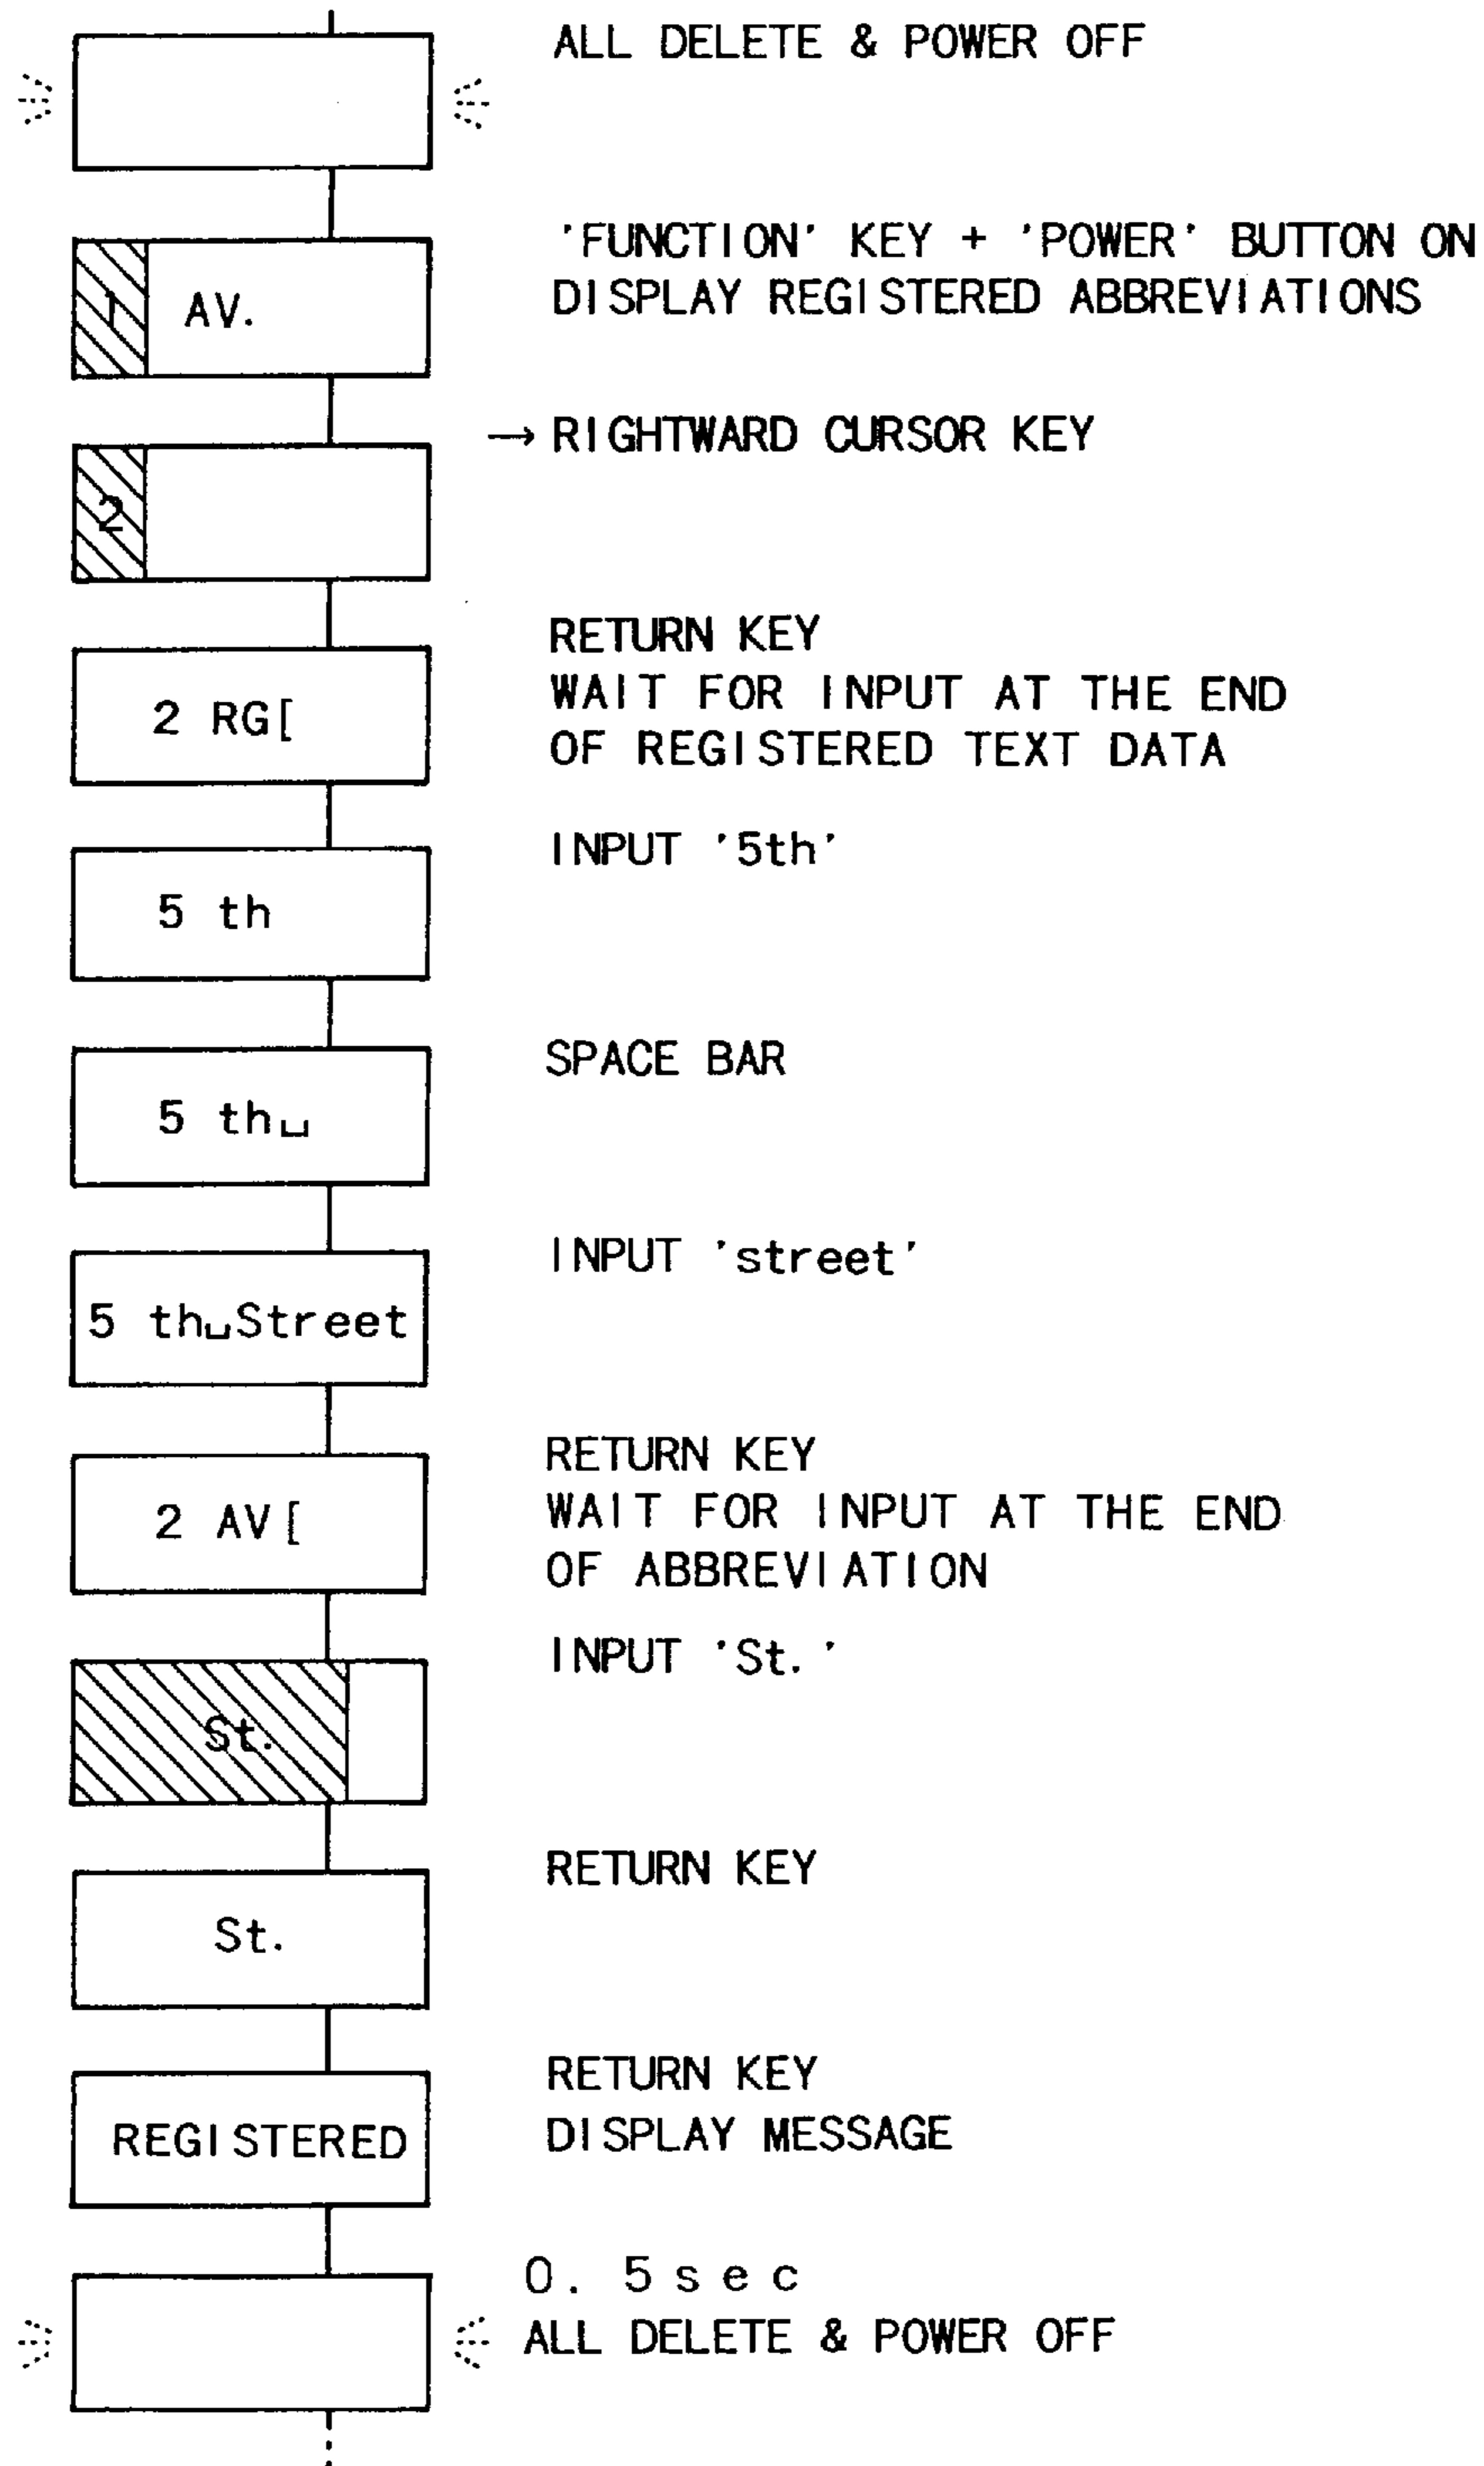 ALL DELETE & POWER OFF
'FUNCTION' KEY + 'POWER' BUTTON ON
1 AV.
DISPLAY REGISTERED ABBREVIATIONS
→ RIGHTWARD CURSOR KEY
2
RETURN KEY
2 RG[
WAIT FOR INPUT AT THE END
OF REGISTERED TEXT DATA
INPUT '5th'
5 th
SPACE BAR
5 th␣
INPUT 'street'
5 th␣Street
RETURN KEY
2 AV[
WAIT FOR INPUT AT THE END
OF ABBREVIATION
INPUT 'St.'
St.
RETURN KEY
St.
RETURN KEY
REGISTERED
DISPLAY MESSAGE
0. 5sec
ALL DELETE & POWER OFF